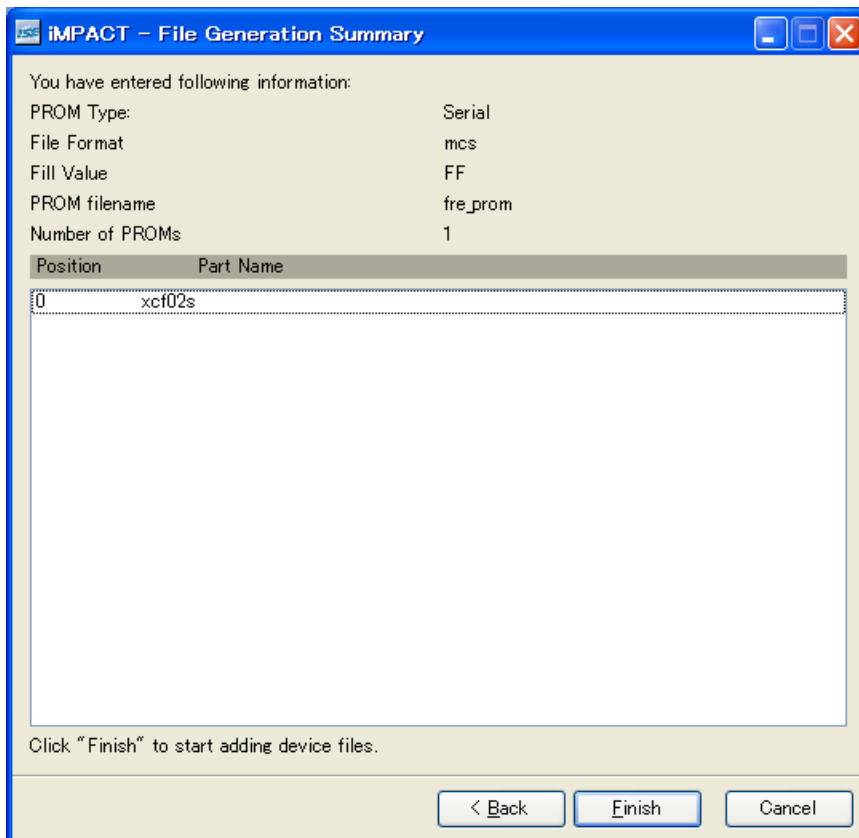 ISE iMPACT - File Generation Summary
You have entered following information:
PROM Type: Serial
File Format mcs
Fill Value FF
PROM filename fre_prom
Number of PROMs 1
Position Part Name
0 xcf02s
Click "Finish" to start adding device files.
< Back Finish Cancel